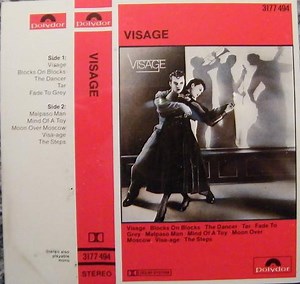 Polydor
Side 1:
Visage
Blocks On Blocks
The Dancer
Tar
Fade To Grey
Side 2:
Malpaso Man
Mind Of A Toy
Moon Over Moscow
Visa-age
The Steps
STEREO
Polydor
VISAGE
3177 494
3177 494
VISAGE
VISAGE
Visage Blocks On Blocks The Dancer Tar Fade To
Grey Malpaso Man Mind Of A Toy Moon Over
Moscow Visa-age The Steps
Polydor